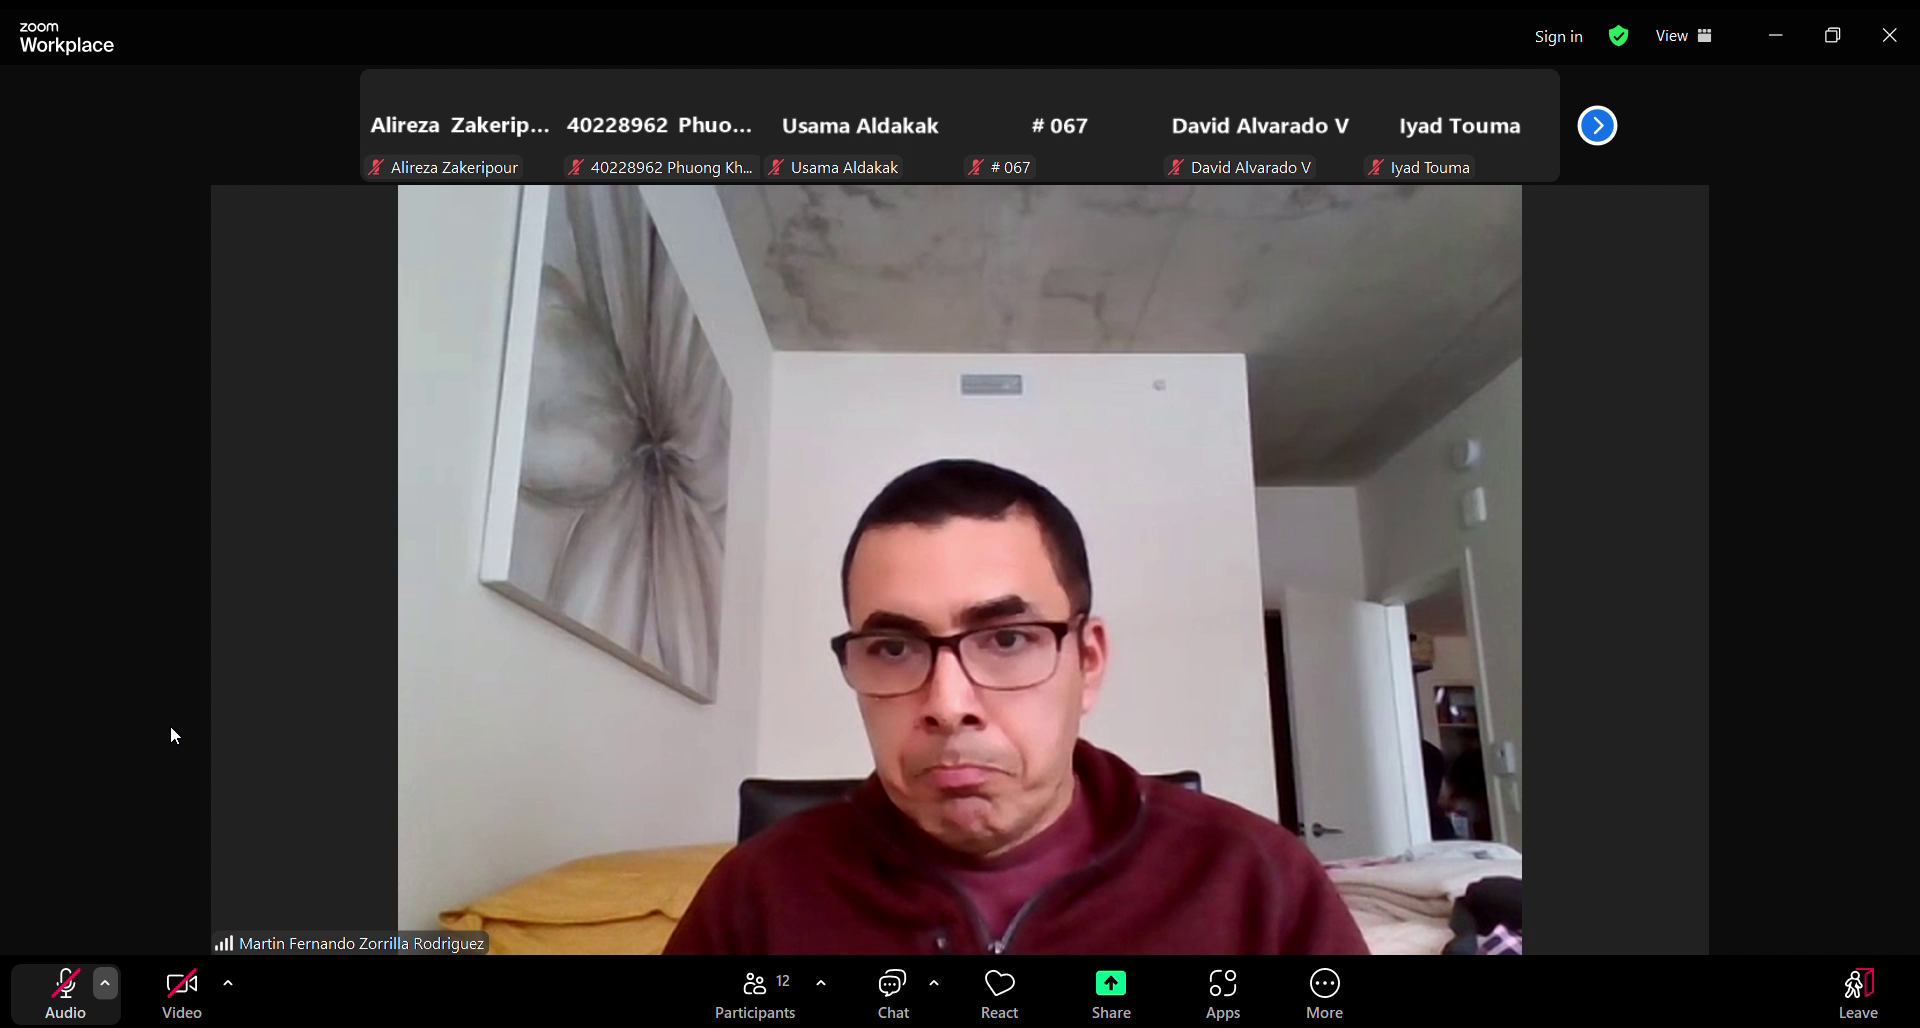 zoom
Workplace
Sign in
View
Alireza Zakerip...
40228962 Phuo...
Usama Aldakak
# 067
David Alvarado V
Iyad Touma
Alireza Zakeripour
40228962 Phuong Kh...
Usama Aldakak
# 067
David Alvarado V
Iyad Touma
Martin Fernando Zorrilla Rodriguez
Audio
Video
12
Participants
Chat
React
Share
Apps
More
Leave